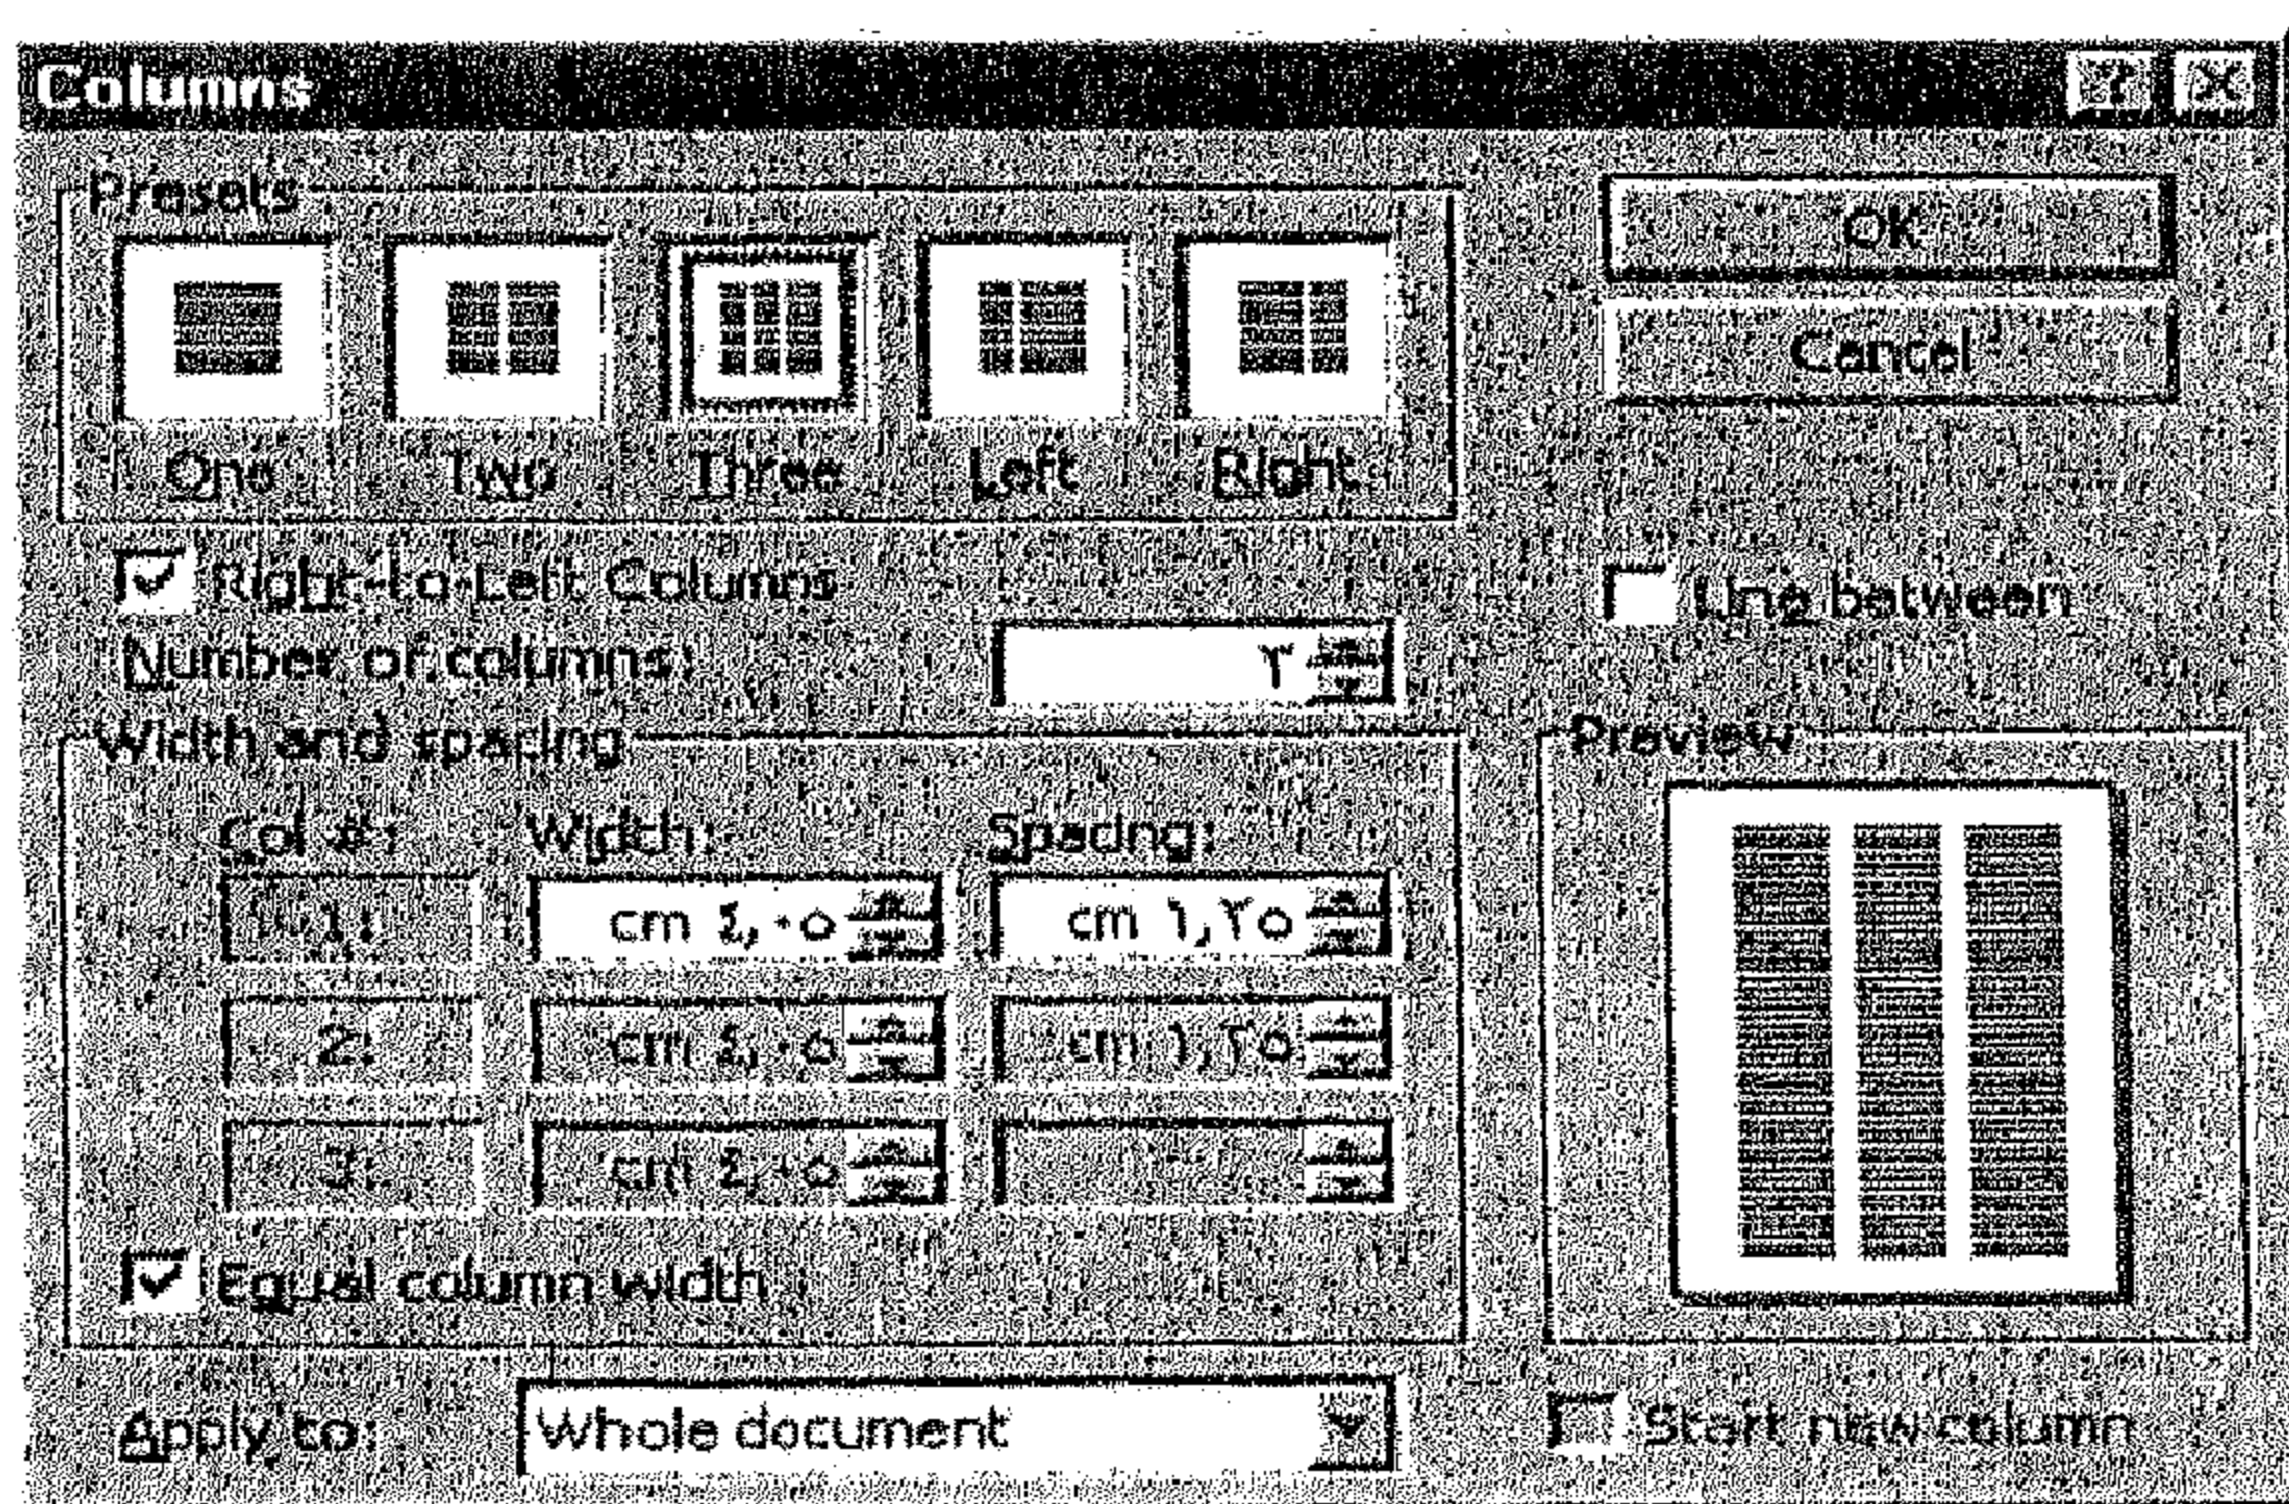 Columns
Presets
One Two Three Left Right
OK
Cancel
Right-to-Left Columns
Line between
Number of columns: ٣
Width and spacing
Preview
Col #: Width: Spacing:
1: cm ٤,٠٥ cm ١,٢٥
2: cm ٤,٠٥ cm ١,٢٥
3: cm ٤,٠٥
Equal column width
Apply to: Whole document
Start new column